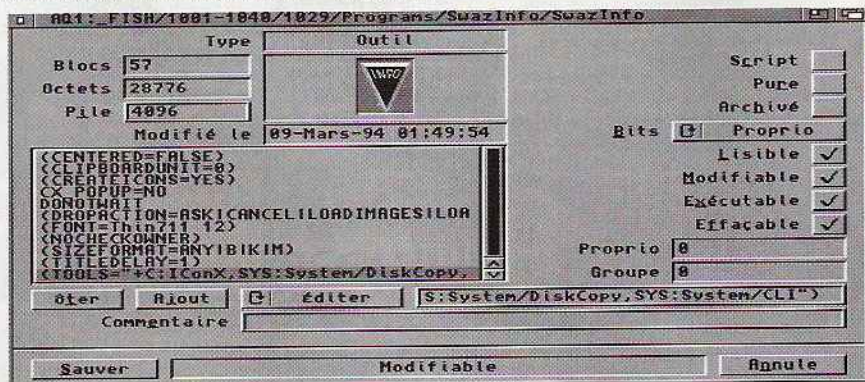 AQ1:_FISH/1001-1040/1029/Programs/SwazInfo/SwazInfo
Type Outil
Blocs 57
Octets 28776
Pile 4096
INFO
Modifié le 09-Mars-94 01:49:54
Script
Pure
Archivé
Bits Proprio
Lisible
Modifiable
Exécutable
Effaçable
Proprio 0
Groupe 0
(CENTERED=FALSE)
(CLIPBOARDUNIT=0)
(CREATEICONS=YES)
CX_POPUP=NO
DONOTWAIT
(DROPACTION=ASK|CANCEL|LOADIMAGES|LOA
(FONT=Thin711 12)
(NOCHECKOWNER)
(SIZEFORMAT=ANY|B|K|M)
(TITLEDELAY=1)
(TOOLS="+C:IConX,SYS:System/DiskCopy,
ôter Ajout éditer S:System/DiskCopy,SYS:System/CLI")
Commentaire
Sauver Modifiable Annule